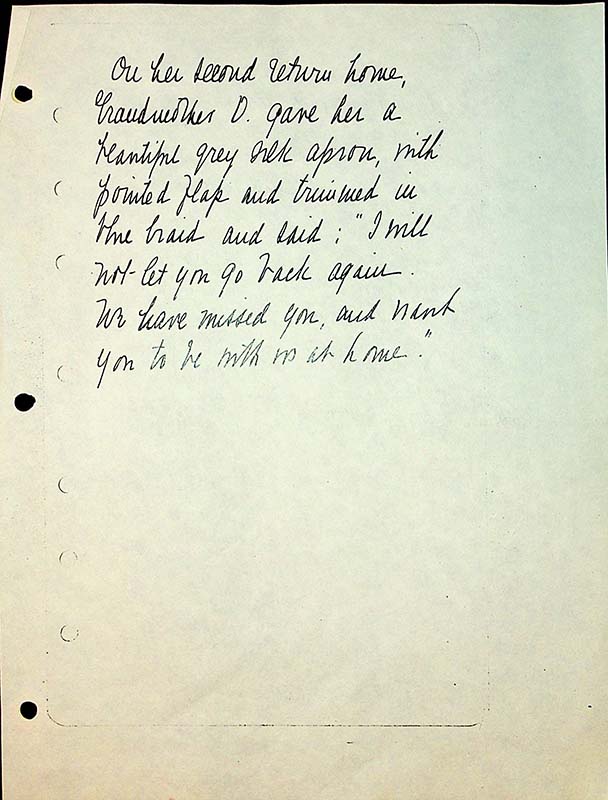 On her second return home,
Grandmother D. gave her a
beautiful grey silk apron, with
pointed flap and trimmed in
blue braid and said: "I will
not let you go back again.
We have missed you, and want
you to be with us at home."